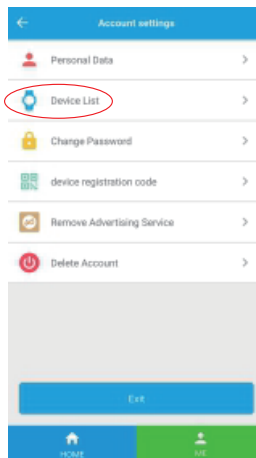 Account settings
Personal Data
Device List
Change Password
device registration code
Remove Advertising Service
Delete Account
Exit
HOME
ME